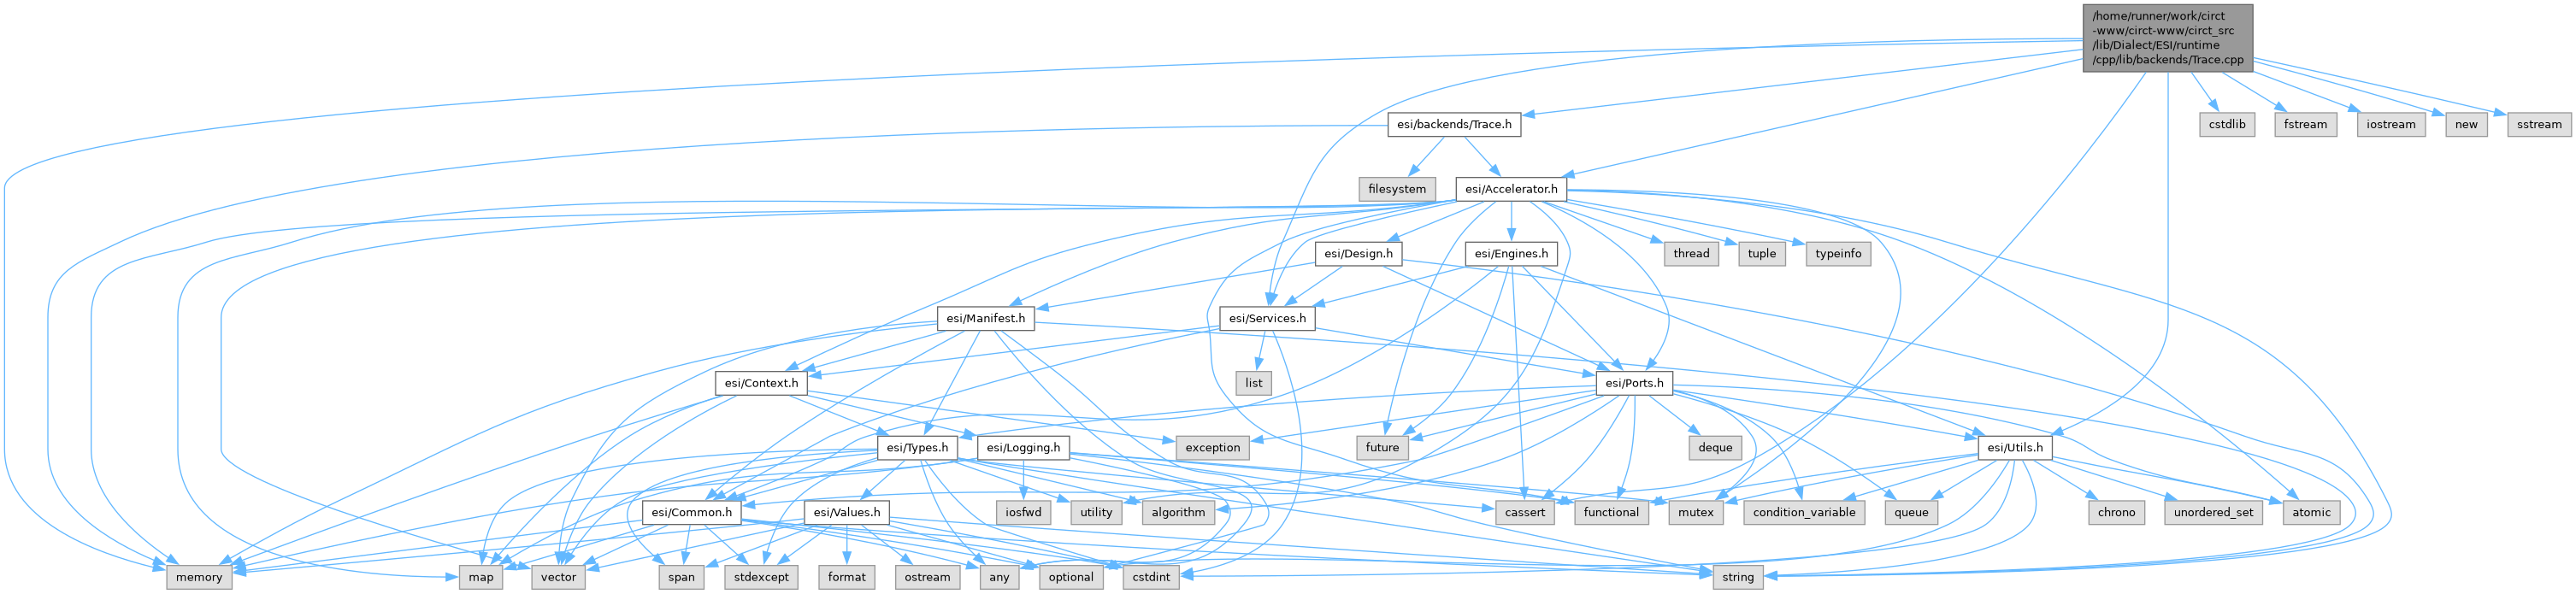 /home/runner/work/circt
-www/circt-www/circt_src
/lib/Dialect/ESI/runtime
/cpp/lib/backends/Trace.cpp
esi/backends/Trace.h
cstdlib
fstream
iostream
new
sstream
filesystem
esi/Accelerator.h
esi/Design.h
esi/Engines.h
thread
tuple
typeinfo
esi/Manifest.h
esi/Services.h
esi/Context.h
list
esi/Ports.h
esi/Types.h
esi/Logging.h
exception
future
deque
esi/Utils.h
esi/Common.h
esi/Values.h
iosfwd
utility
algorithm
cassert
functional
mutex
condition_variable
queue
chrono
unordered_set
atomic
memory
map
vector
span
stdexcept
format
ostream
any
optional
cstdint
string